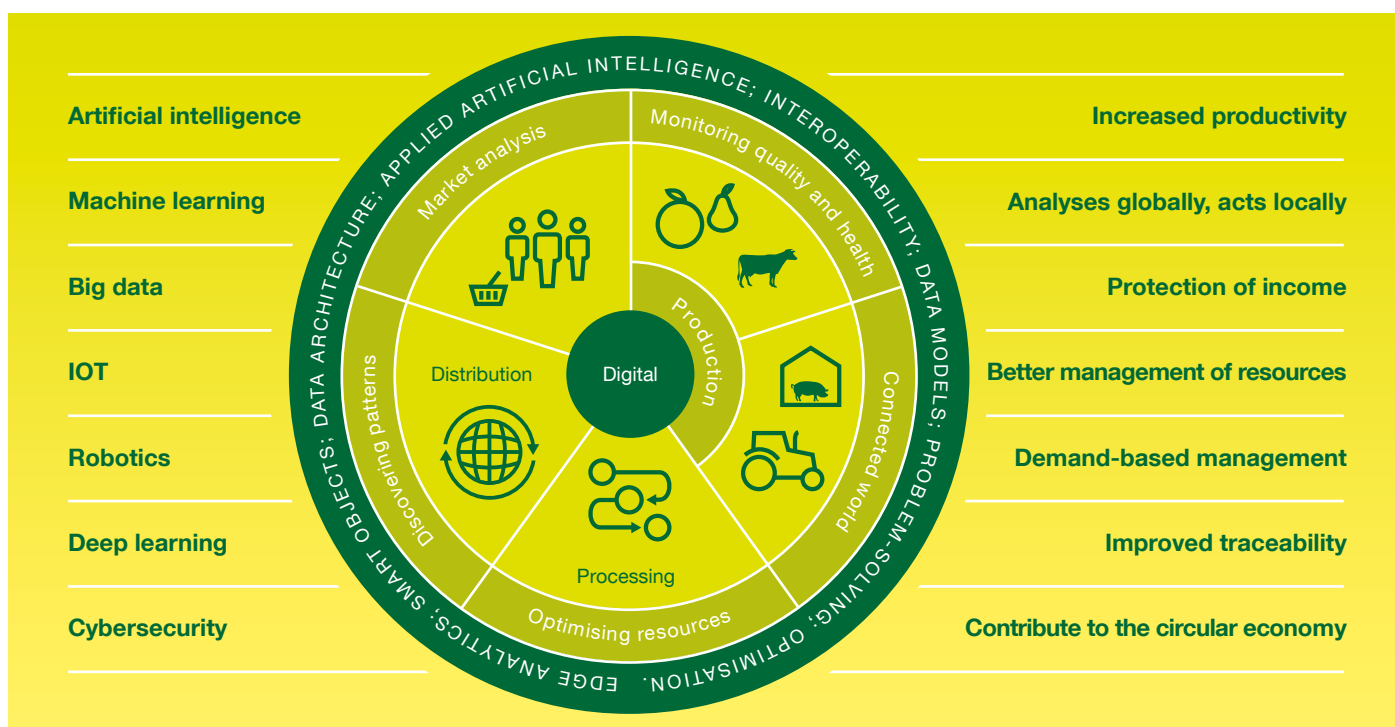 Artificial intelligence
Machine learning
Big data
IOT
Robotics
Deep learning
Cybersecurity
EDGE ANALYTICS; SMART OBJECTS; DATA ARCHITECTURE; APPLIED ARTIFICIAL INTELLIGENCE; INTEROPERABILITY; DATA MODELS; PROBLEM-SOLVING; OPTIMISATION.
Market analysis
Monitoring quality and health
Connected world
Optimising resources
Discovering patterns
Production
Distribution
Digital
Processing
Increased productivity
Analyses globally, acts locally
Protection of income
Better management of resources
Demand-based management
Improved traceability
Contribute to the circular economy